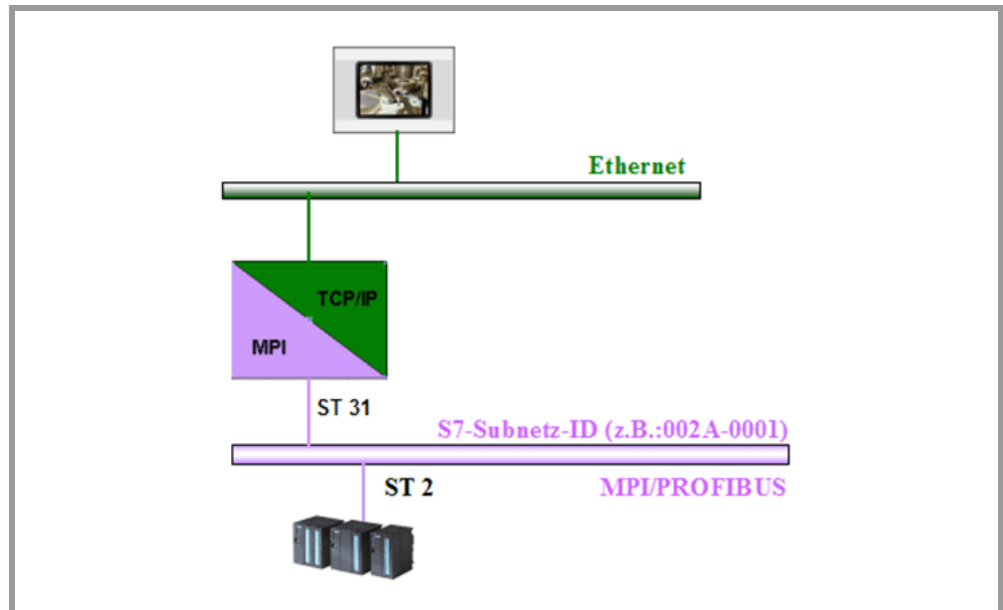 Ethernet
TCP/IP
MPI
ST 31
S7-Subnetz-ID (z.B.:002A-0001)
ST 2
MPI/PROFIBUS